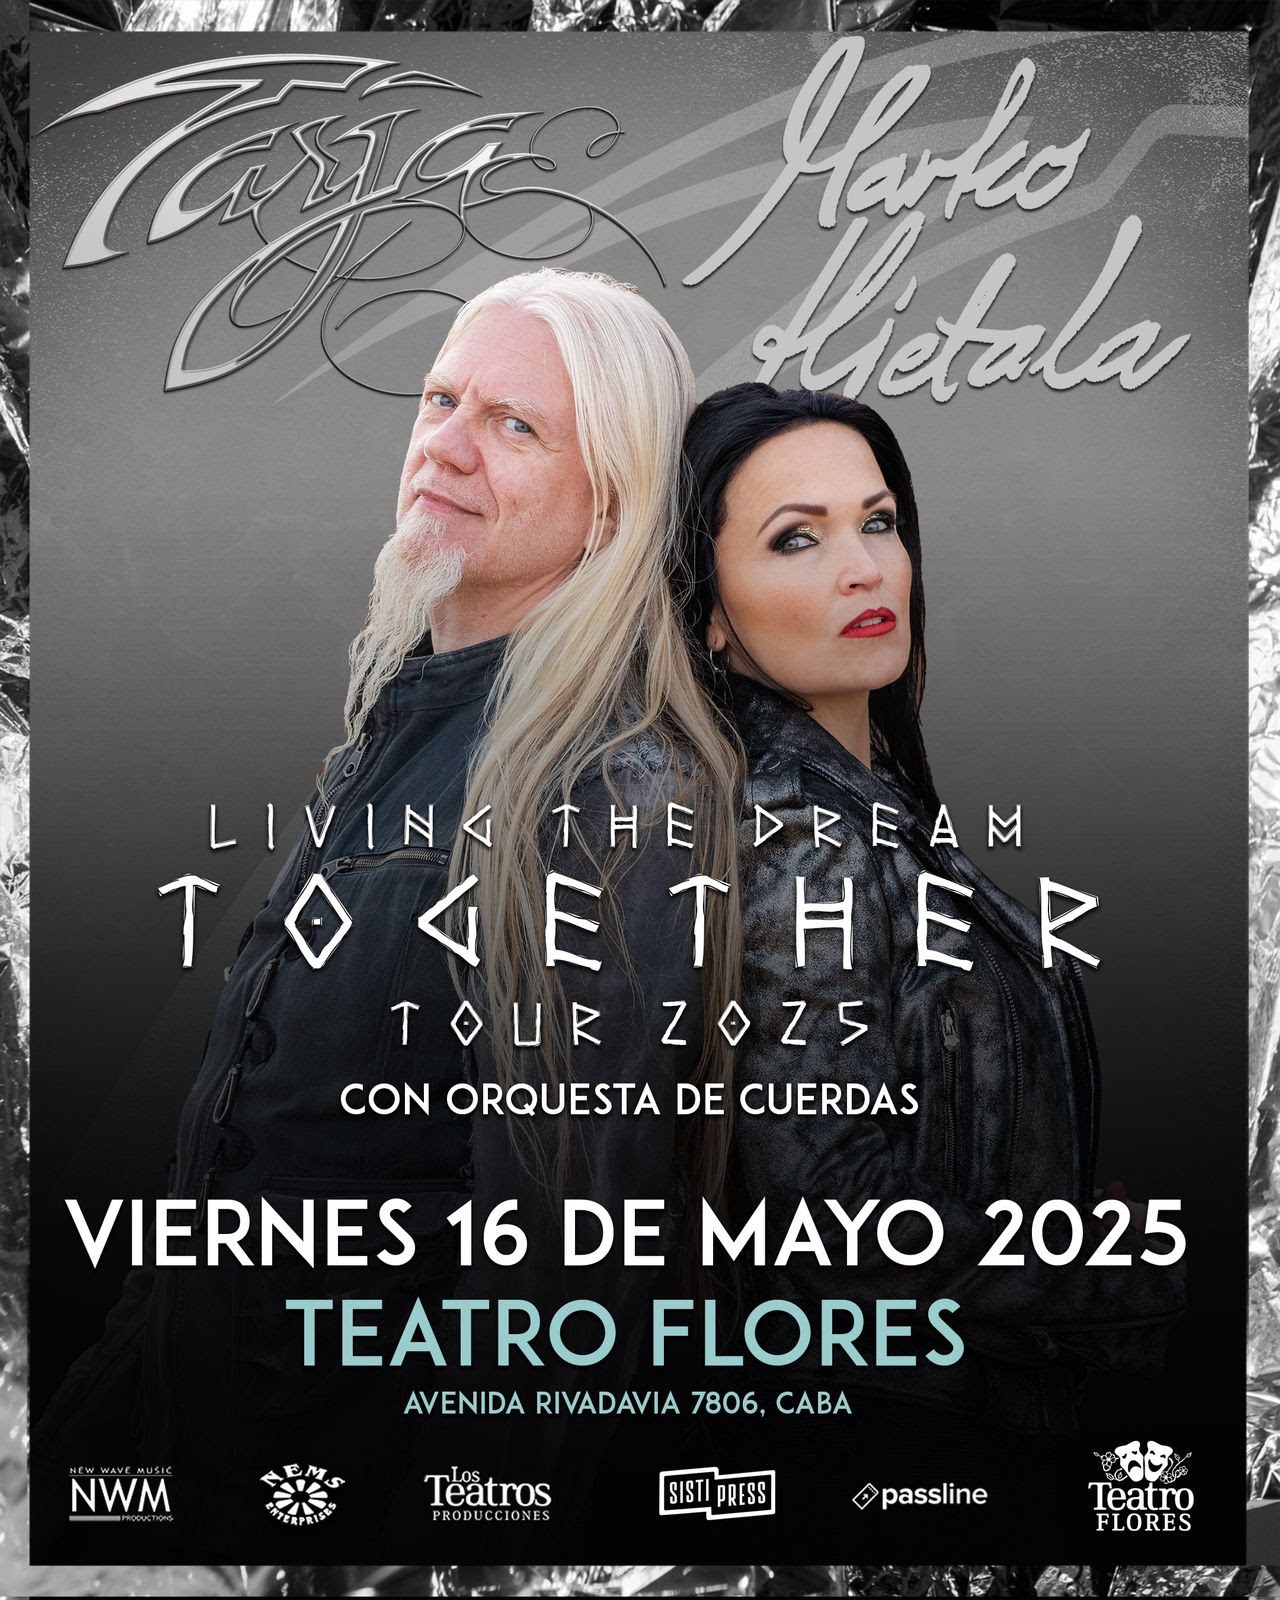 Tarja
Marko
Hietala
LIVING THE DREAM
TOGETHER
TOUR 2025
CON ORQUESTA DE CUERDAS
VIERNES 16 DE MAYO 2025
TEATRO FLORES
AVENIDA RIVADAVIA 7806, CABA
NEW WAVE MUSIC
NWM
PRODUCTIONS
NEMS
ENTERPRISES
Los
Teatros
PRODUCCIONES
SISTI PRESS
passline
Teatro
FLORES